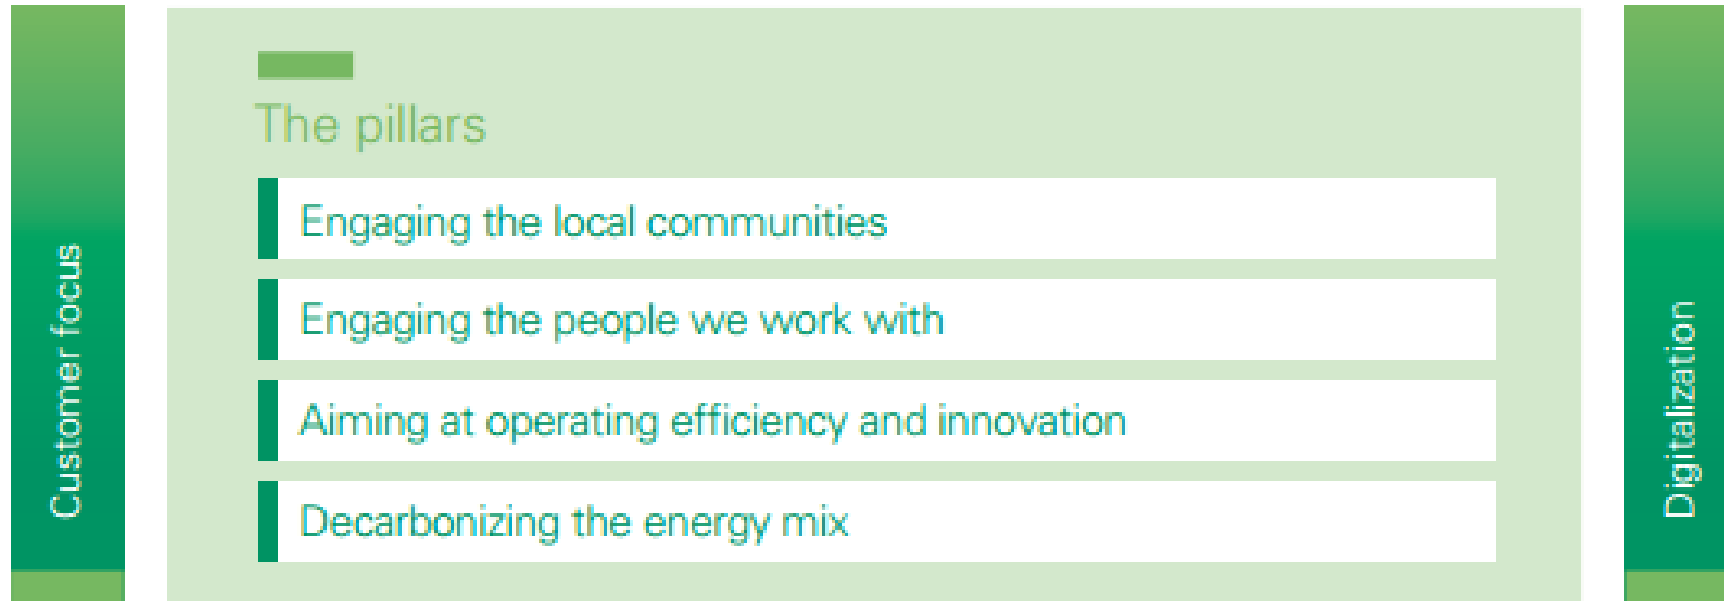 Customer focus
The pillars
Engaging the local communities
Engaging the people we work with
Aiming at operating efficiency and innovation
Decarbonizing the energy mix
Digitalization